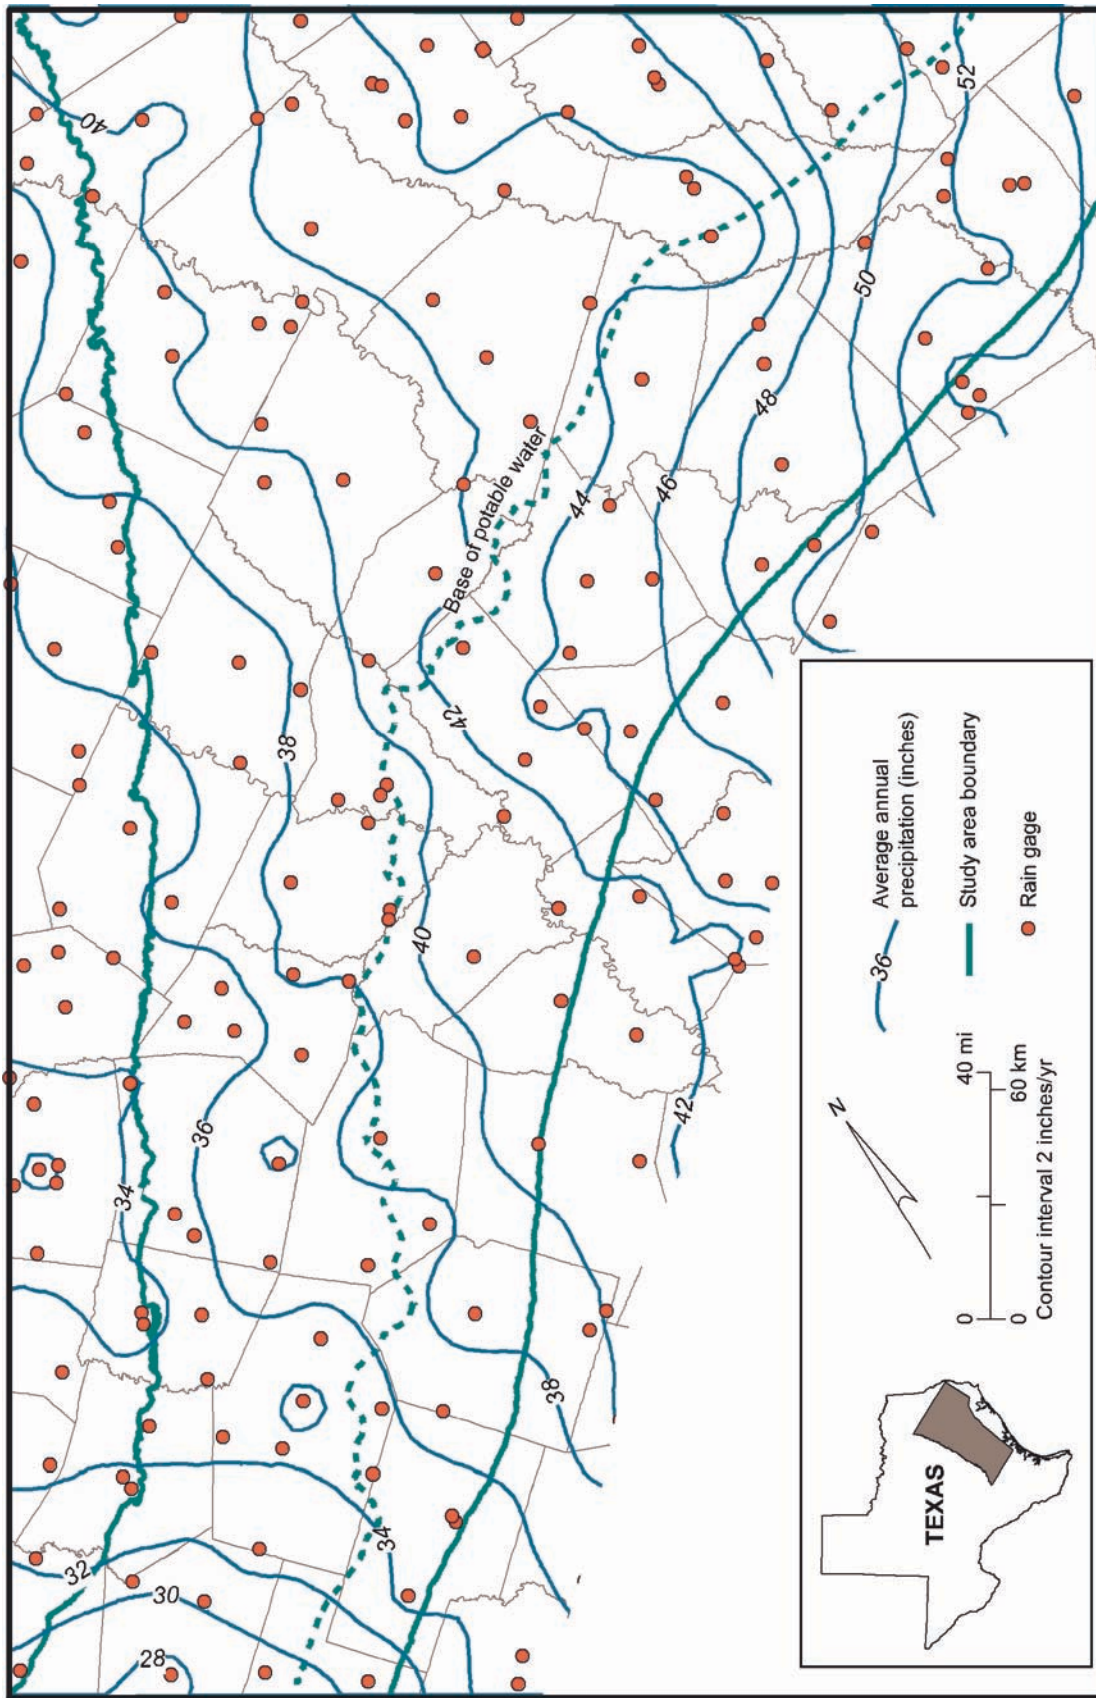 40
52
50
48
46
44
Base of potable water
42
38
40
36
42
34
38
34
32
30
28
36
Average annual
precipitation (inches)
Study area boundary
Rain gage
N
0 40 mi
0 60 km
Contour interval 2 inches/yr
TEXAS